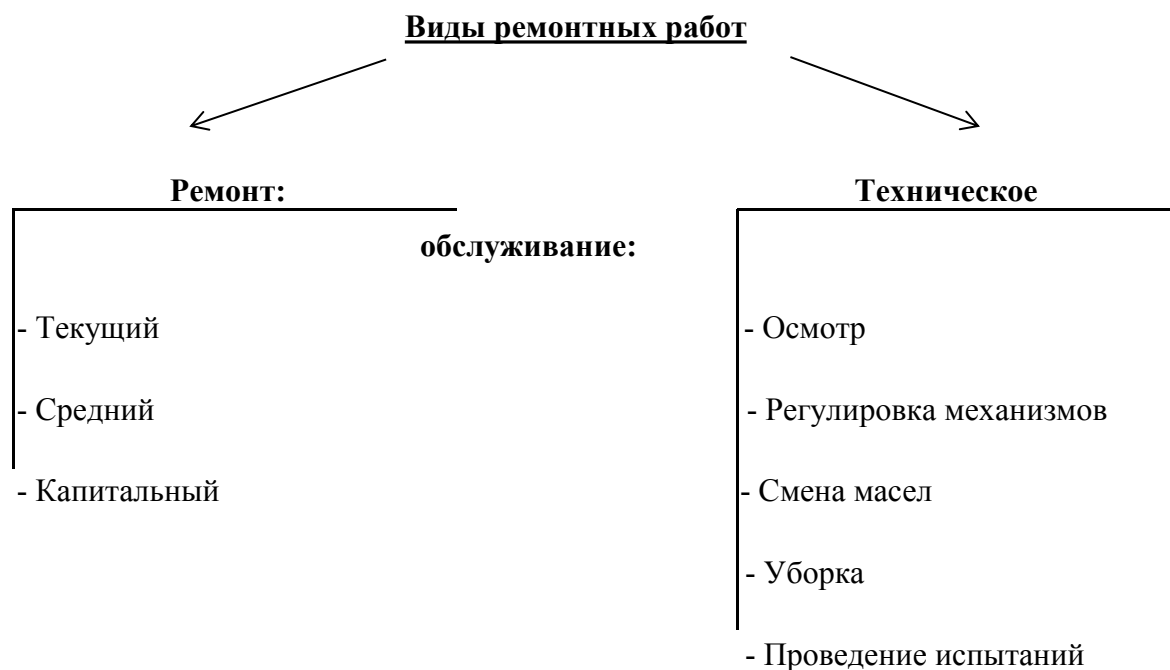 Виды ремонтных работ
Ремонт: Техническое
обслуживание:
- Текущий - Осмотр
- Средний - Регулировка механизмов
- Капитальный - Смена масел
- Уборка
- Проведение испытаний